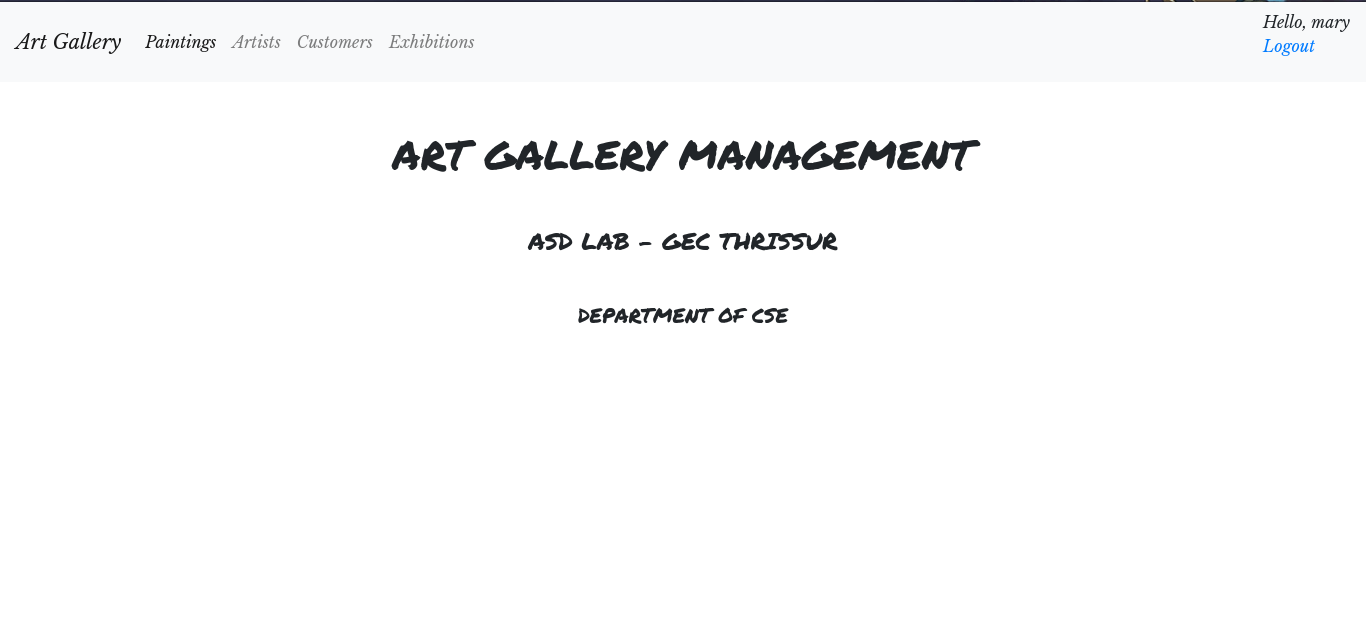 Art Gallery Paintings Artists Customers Exhibitions
Hello, mary
Logout
ART GALLERY MANAGEMENT
ASD LAB - GEC THRISSUR
DEPARTMENT OF CSE